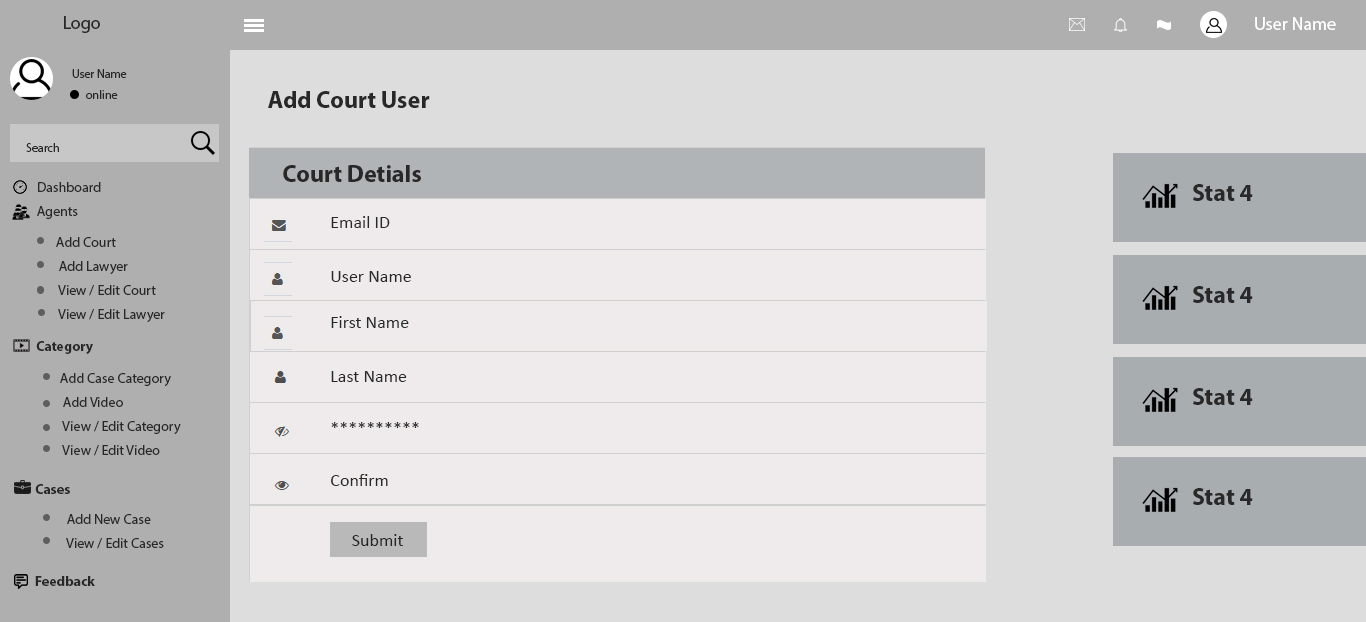 Logo
User Name
User Name
online
Search
Dashboard
Agents
Add Court
Add Lawyer
View / Edit Court
View / Edit Lawyer
Category
Add Case Category
Add Video
View / Edit Category
View / Edit Video
Cases
Add New Case
View / Edit Cases
Feedback
Add Court User
Court Detials
Email ID
User Name
First Name
Last Name
**********
Confirm
Submit
Stat 4
Stat 4
Stat 4
Stat 4